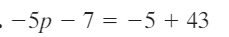 . −5p − 7 = −5 + 43